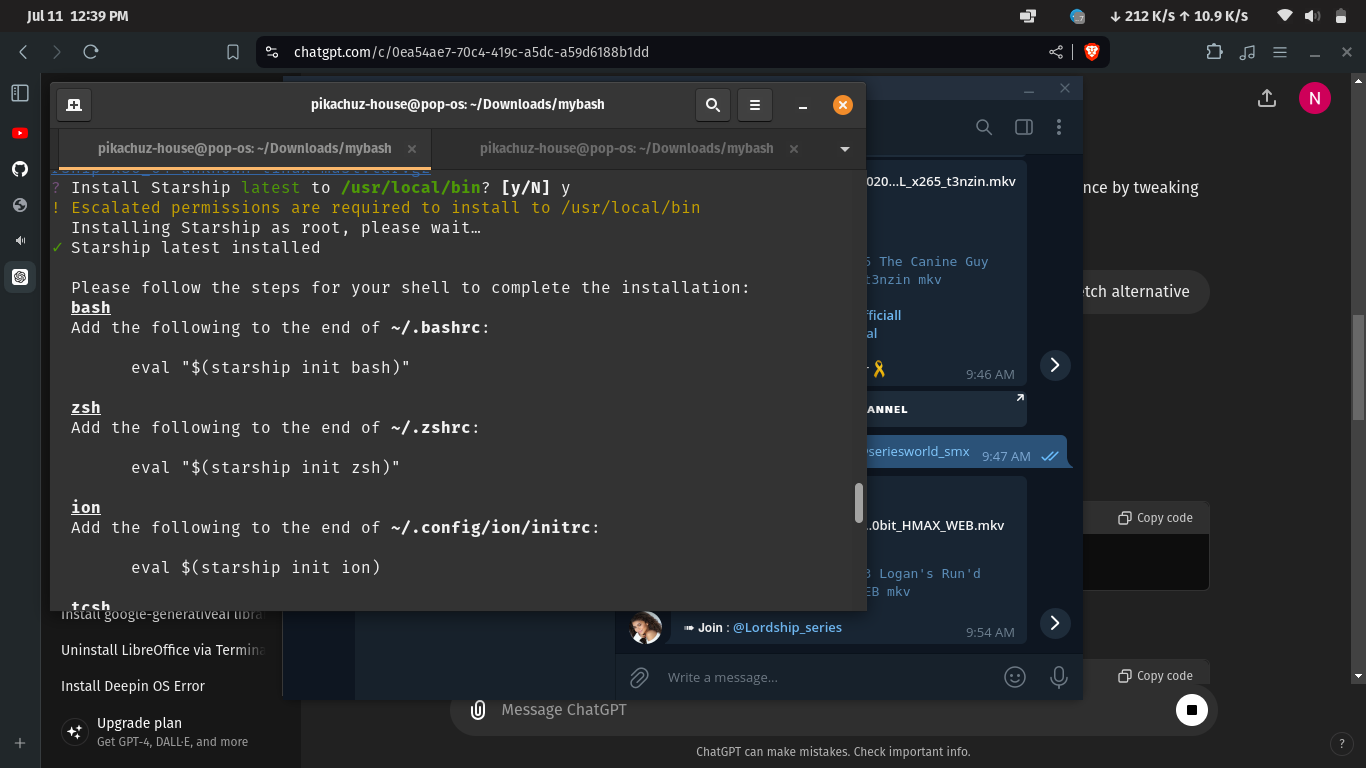 Jul 11 12:39 PM
↓ 212 K/s ↑ 10.9 K/s
chatgpt.com/c/0ea54ae7-70c4-419c-a5dc-a59d6188b1dd
pikachuz-house@pop-os: ~/Downloads/mybash
pikachuz-house@pop-os: ~/Downloads/mybash
pikachuz-house@pop-os: ~/Downloads/mybash
? Install Starship latest to /usr/local/bin? [y/N] y
! Escalated permissions are required to install to /usr/local/bin
Installing Starship as root, please wait…
✓ Starship latest installed
Please follow the steps for your shell to complete the installation:
bash
Add the following to the end of ~/.bashrc:
eval "$(starship init bash)"
zsh
Add the following to the end of ~/.zshrc:
eval "$(starship init zsh)"
ion
Add the following to the end of ~/.config/ion/initrc:
eval $(starship init ion)
tcsh
020...L_x265_t3nzin.mkv
The Canine Guy
t3nzin mkv
9:46 AM
seriesworld_smx 9:47 AM
..0bit_HMAX_WEB.mkv
Logan's Run'd
EB mkv
➠ Join : @Lordship_series
9:54 AM
Write a message...
N
nce by tweaking
etch alternative
Copy code
Copy code
Install google-generativeai libra
Uninstall LibreOffice via Termina
Install Deepin OS Error
Upgrade plan
Get GPT-4, DALL·E, and more
Message ChatGPT
ChatGPT can make mistakes. Check important info.
?